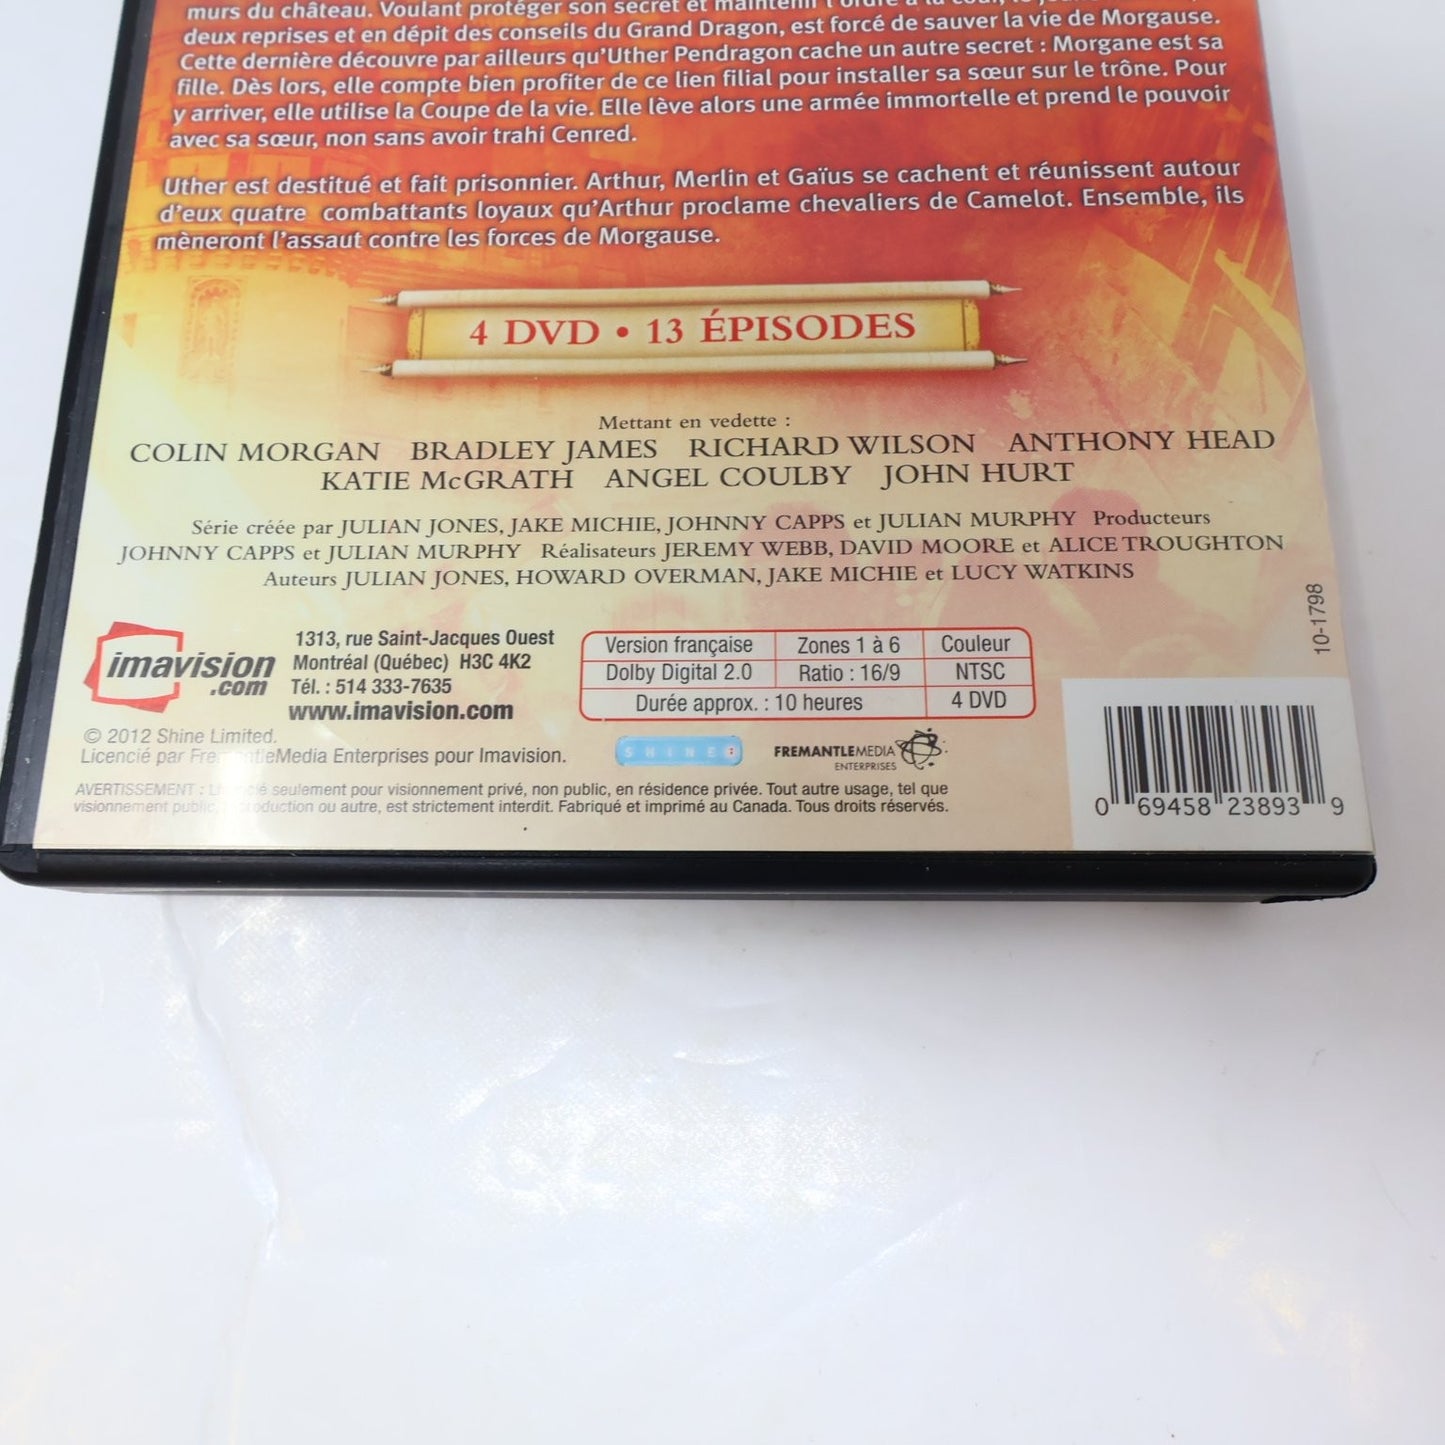 murs du château. Voulant protéger son secret et maintenir l'ordre à la cour, le
deux reprises et en dépit des conseils du Grand Dragon, est forcé de sauver la vie de Morgause.
Cette dernière découvre par ailleurs qu'Uther Pendragon cache un autre secret : Morgane est sa
fille. Dès lors, elle compte bien profiter de ce lien filial pour installer sa sœur sur le trône. Pour
y arriver, elle utilise la Coupe de la vie. Elle lève alors une armée immortelle et prend le pouvoir
avec sa sœur, non sans avoir trahi Cenred.
Uther est destitué et fait prisonnier. Arthur, Merlin et Gaïus se cachent et réunissent autour
d'eux quatre combattants loyaux qu'Arthur proclame chevaliers de Camelot. Ensemble, ils
mèneront l'assaut contre les forces de Morgause.
4 DVD • 13 ÉPISODES
Mettant en vedette :
COLIN MORGAN BRADLEY JAMES RICHARD WILSON ANTHONY HEAD
KATIE McGRATH ANGEL COULBY JOHN HURT
Série créée par JULIAN JONES, JAKE MICHIE, JOHNNY CAPPS et JULIAN MURPHY Producteurs
JOHNNY CAPPS et JULIAN MURPHY Réalisateurs JEREMY WEBB, DAVID MOORE et ALICE TROUGHTON
Auteurs JULIAN JONES, HOWARD OVERMAN, JAKE MICHIE et LUCY WATKINS
10-1798
imavision
.com
1313, rue Saint-Jacques Ouest
Montréal (Québec) H3C 4K2
Tél. : 514 333-7635
www.imavision.com
Version française Zones 1 à 6 Couleur
Dolby Digital 2.0 Ratio : 16/9 NTSC
Durée approx. : 10 heures 4 DVD
© 2012 Shine Limited.
Licencié par FremantleMedia Enterprises pour Imavision.
SHINE:
FREMANTLEMEDIA
ENTERPRISES
AVERTISSEMENT : Licencié seulement pour visionnement privé, non public, en résidence privée. Tout autre usage, tel que
visionnement public, reproduction ou autre, est strictement interdit. Fabriqué et imprimé au Canada. Tous droits réservés.
0 69458 23893 9